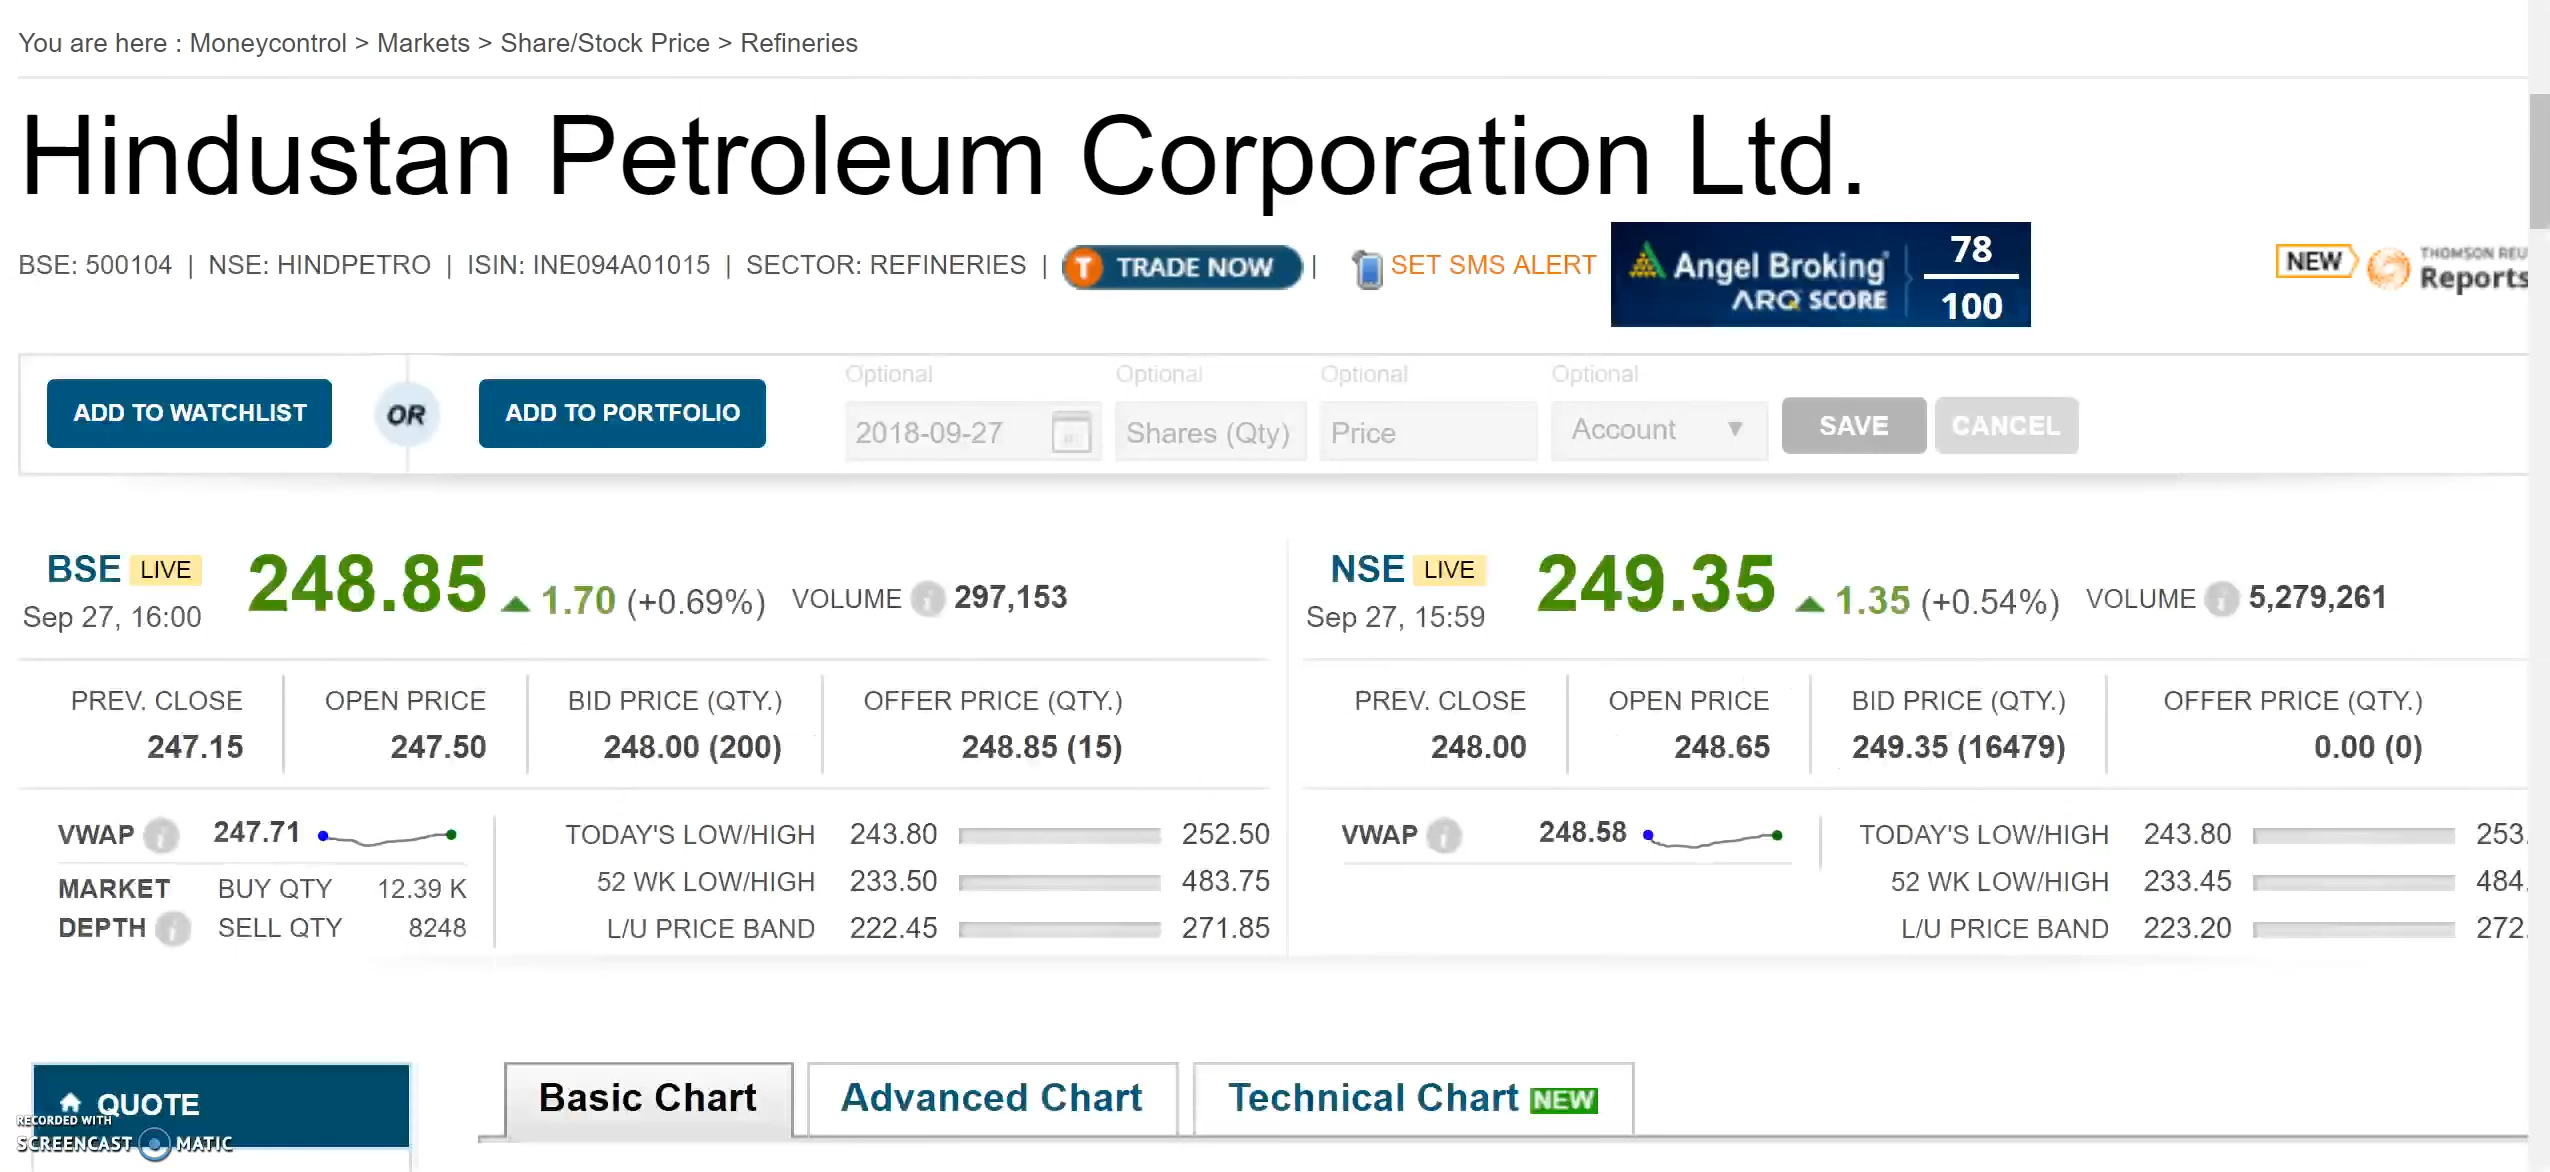 You are here : Moneycontrol > Markets > Share/Stock Price > Refineries
Hindustan Petroleum Corporation Ltd.
BSE: 500104 | NSE: HINDPETRO | ISIN: INE094A01015 | SECTOR: REFINERIES | TRADE NOW | SET SMS ALERT
Angel Broking ARQ SCORE 78 100
NEW THOMSON REU
Reports
ADD TO WATCHLIST OR ADD TO PORTFOLIO
Optional Optional Optional Optional
2018-09-27 Shares (Qty) Price Account SAVE CANCEL
BSE LIVE 248.85 1.70 (+0.69%) VOLUME 297,153
Sep 27, 16:00
NSE LIVE 249.35 1.35 (+0.54%) VOLUME 5,279,261
Sep 27, 15:59
PREV. CLOSE OPEN PRICE BID PRICE (QTY.) OFFER PRICE (QTY.)
247.15 247.50 248.00 (200) 248.85 (15)
PREV. CLOSE OPEN PRICE BID PRICE (QTY.) OFFER PRICE (QTY.)
248.00 248.65 249.35 (16479) 0.00 (0)
VWAP 247.71
MARKET DEPTH BUY QTY 12.39 K
SELL QTY 8248
TODAY'S LOW/HIGH 243.80 252.50
52 WK LOW/HIGH 233.50 483.75
L/U PRICE BAND 222.45 271.85
VWAP 248.58
TODAY'S LOW/HIGH 243.80 253.
52 WK LOW/HIGH 233.45 484.
L/U PRICE BAND 223.20 272.
QUOTE
Basic Chart Advanced Chart Technical Chart NEW
RECORDED WITH
SCREENCAST MATIC